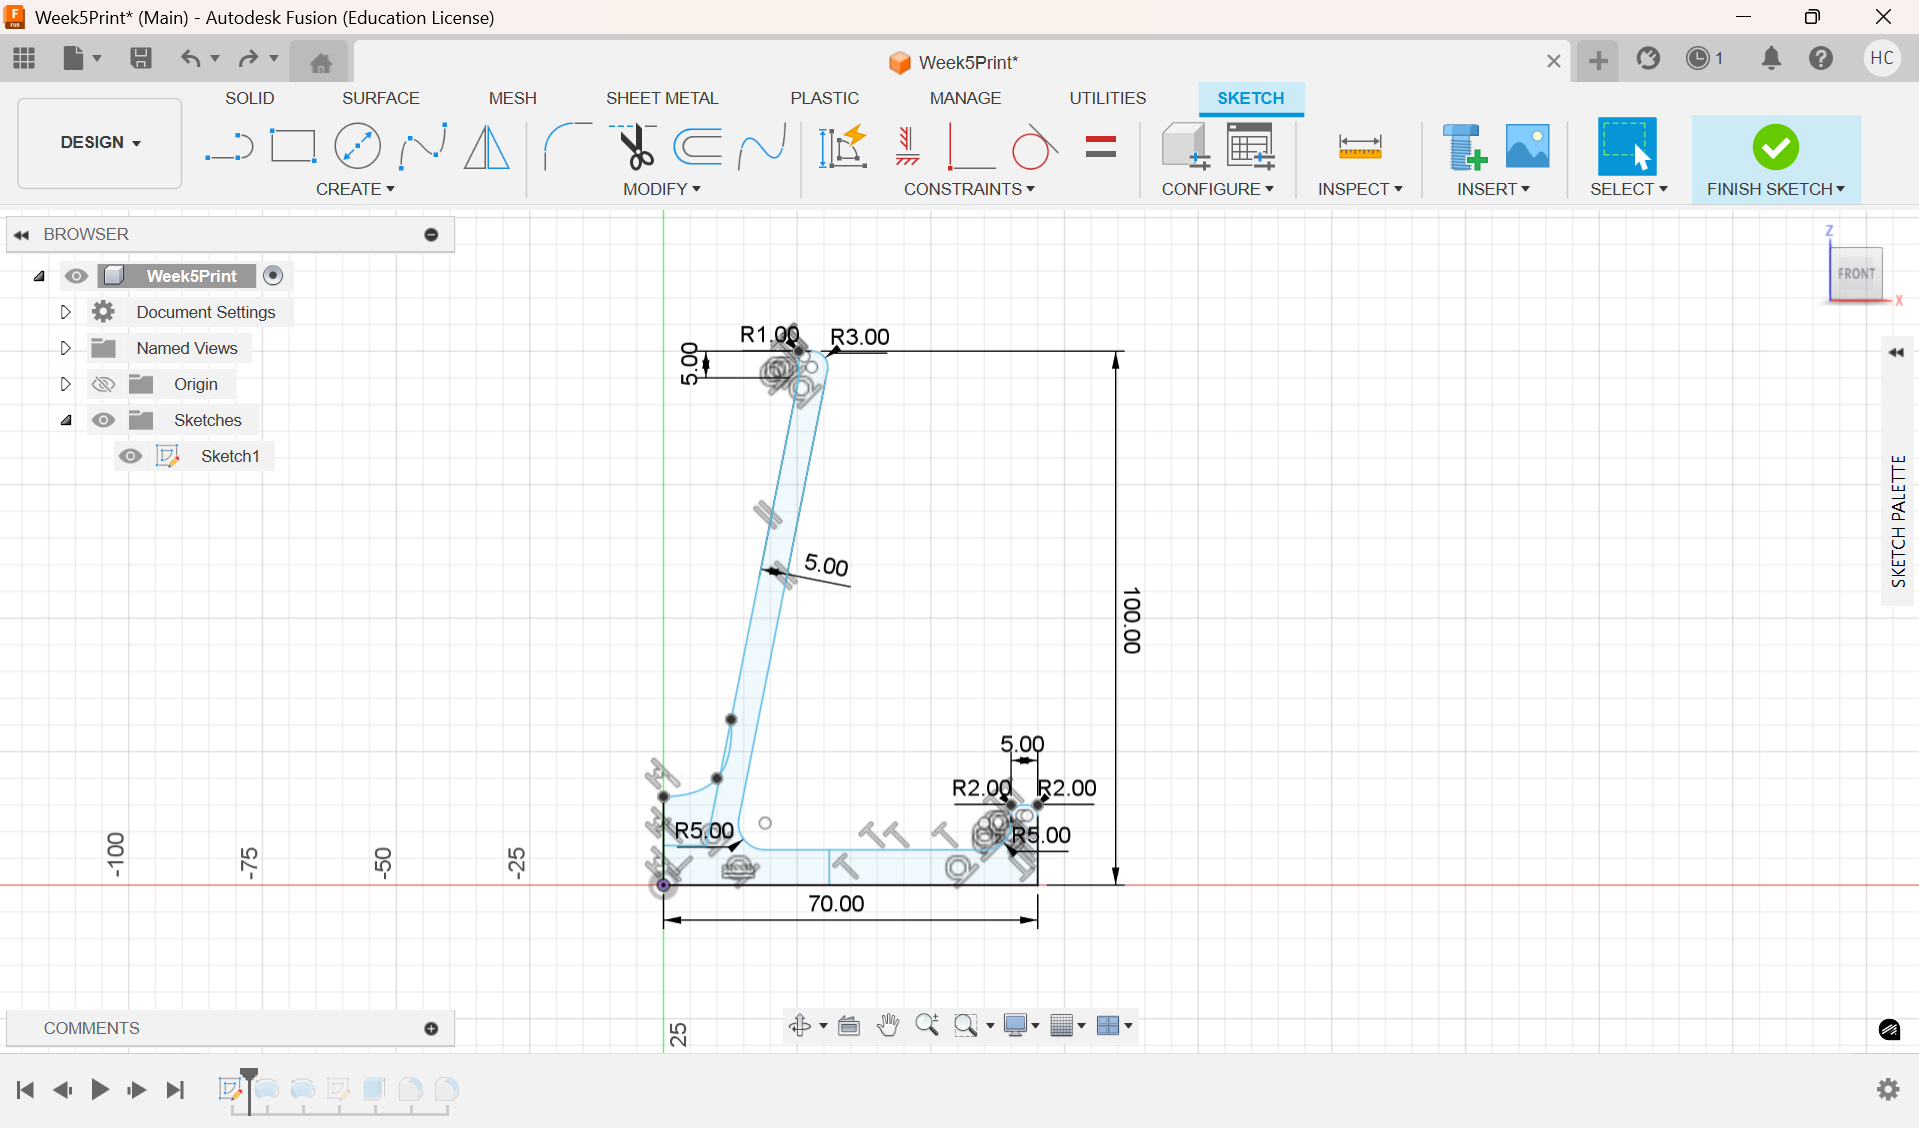 Week5Print* (Main) - Autodesk Fusion (Education License)
Week5Print*
1
HC
DESIGN
SOLID
SURFACE
MESH
SHEET METAL
PLASTIC
MANAGE
UTILITIES
SKETCH
CREATE
MODIFY
CONSTRAINTS
CONFIGURE
INSPECT
INSERT
SELECT
FINISH SKETCH
BROWSER
Week5Print
Document Settings
Named Views
Origin
Sketches
Sketch1
Z
FRONT
X
SKETCH PALETTE
R1.00
R3.00
5.00
5.00
100.00
5.00
R2.00
R2.00
R5.00
R5.00
70.00
-100
-75
-50
-25
25
COMMENTS